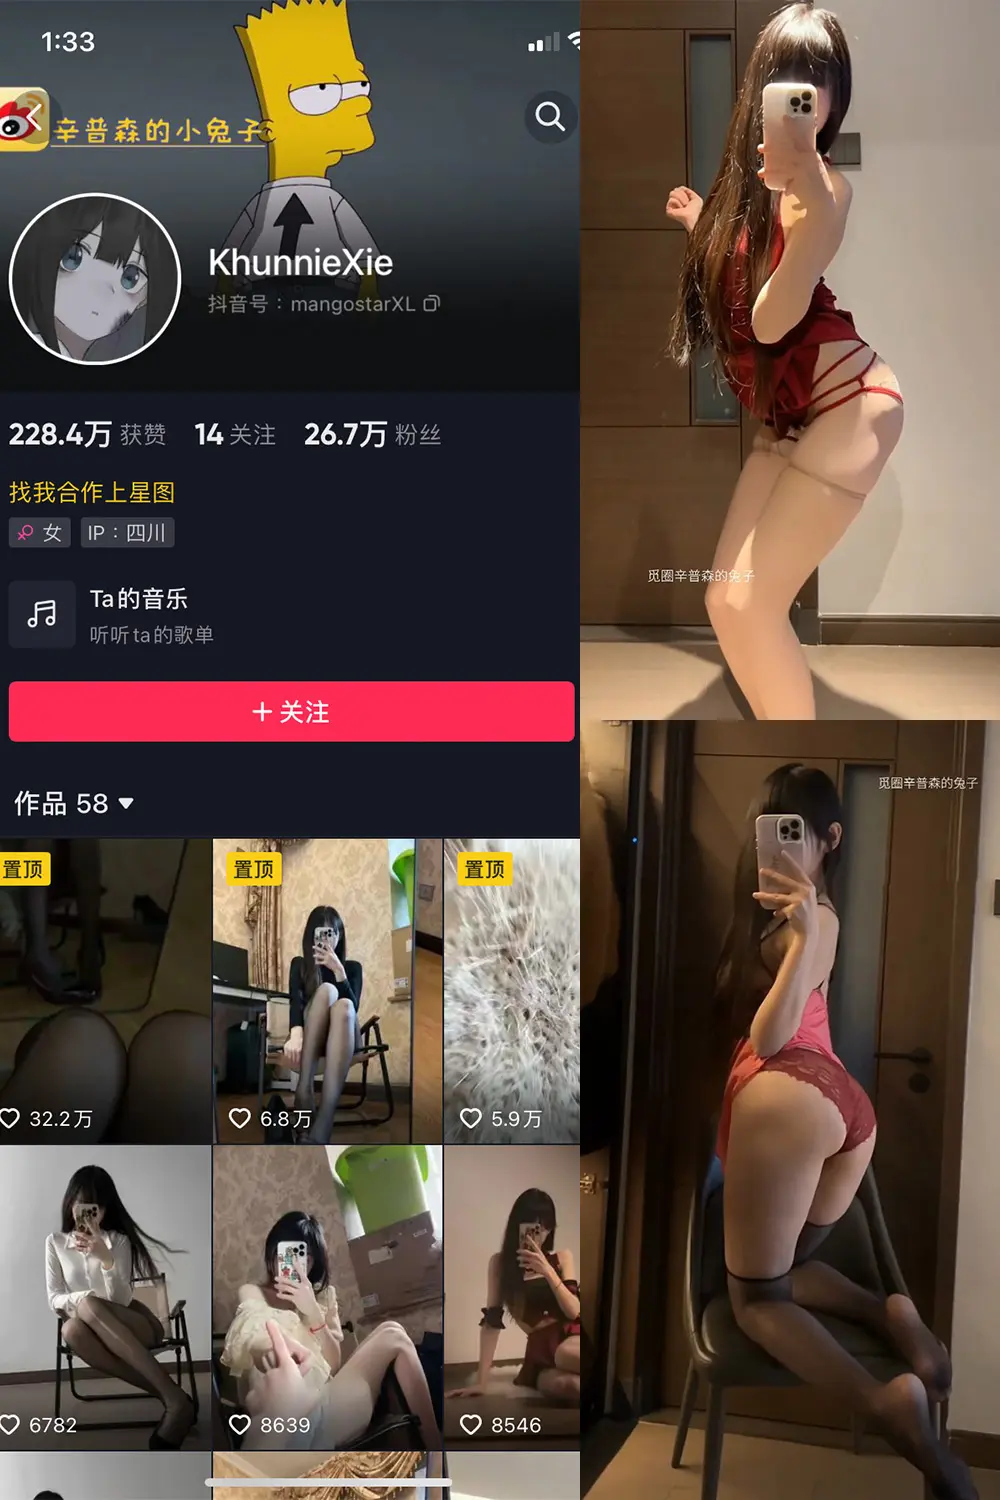 1:33
辛普森的小兔子
KhunnieXie
抖音号：mangostarXL
228.4万 获赞 14 关注 26.7万 粉丝
找我合作上星图
女 IP：四川
Ta的音乐
听听ta的歌单
+ 关注
作品 58
置顶 置顶 置顶
32.2万 6.8万 5.9万
6782 8639 8546
觅圈辛普森的兔子
觅圈辛普森的兔子